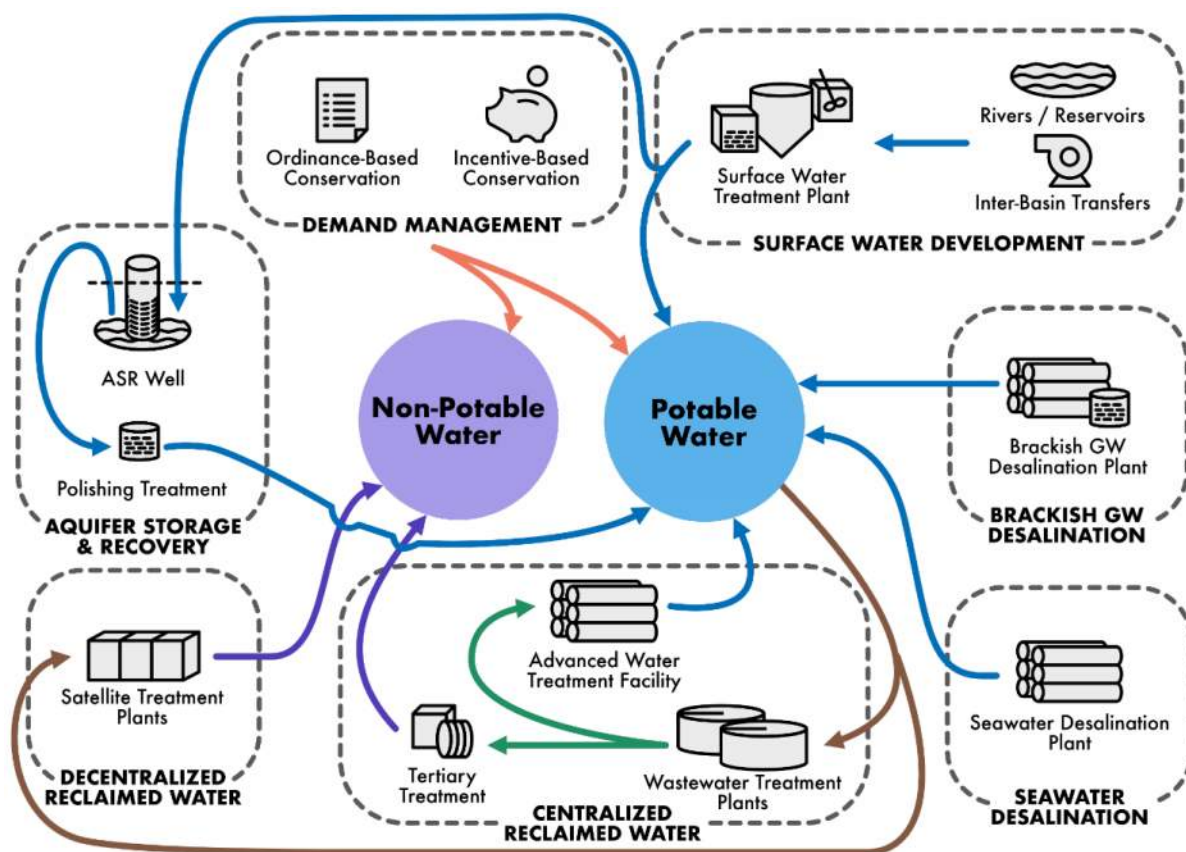 Ordinance-Based
Conservation
Incentive-Based
Conservation
DEMAND MANAGEMENT
Surface Water
Treatment Plant
Rivers / Reservoirs
Inter-Basin Transfers
SURFACE WATER DEVELOPMENT
ASR Well
Polishing Treatment
AQUIFER STORAGE
& RECOVERY
Non-Potable
Water
Potable
Water
Brackish GW
Desalination Plant
BRACKISH GW
DESALINATION
Satellite Treatment
Plants
DECENTRALIZED
RECLAIMED WATER
Advanced Water
Treatment Facility
Tertiary
Treatment
Wastewater Treatment
Plants
CENTRALIZED
RECLAIMED WATER
Seawater Desalination
Plant
SEAWATER
DESALINATION